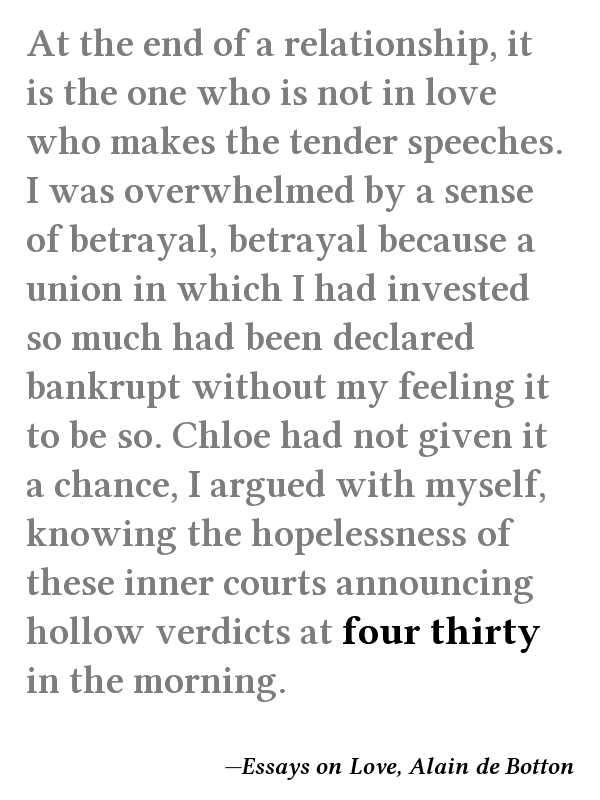 At the end of a relationship, it
is the one who is not in love
who makes the tender speeches.
I was overwhelmed by a sense
of betrayal, betrayal because a
union in which I had invested
so much had been declared
bankrupt without my feeling it
to be so. Chloe had not given it
a chance, I argued with myself,
knowing the hopelessness of
these inner courts announcing
hollow verdicts at four thirty
in the morning.
—Essays on Love, Alain de Botton